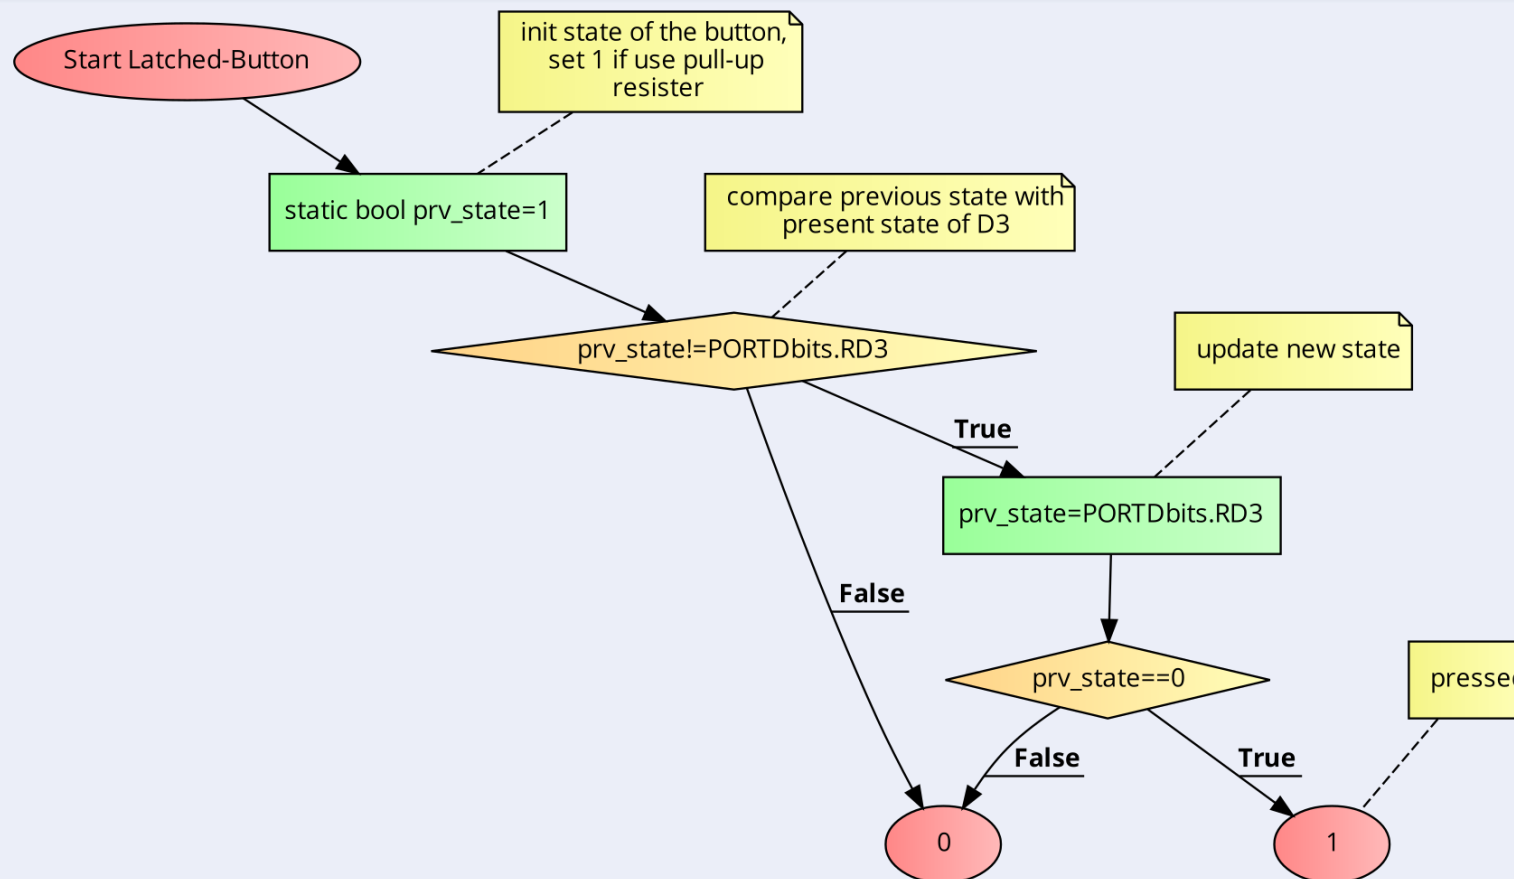 Start Latched-Button
init state of the button,
set 1 if use pull-up
resister
static bool prv_state=1
compare previous state with
present state of D3
prv_state!=PORTDbits.RD3
update new state
True
prv_state=PORTDbits.RD3
False
prv_state==0
False
True
0
1